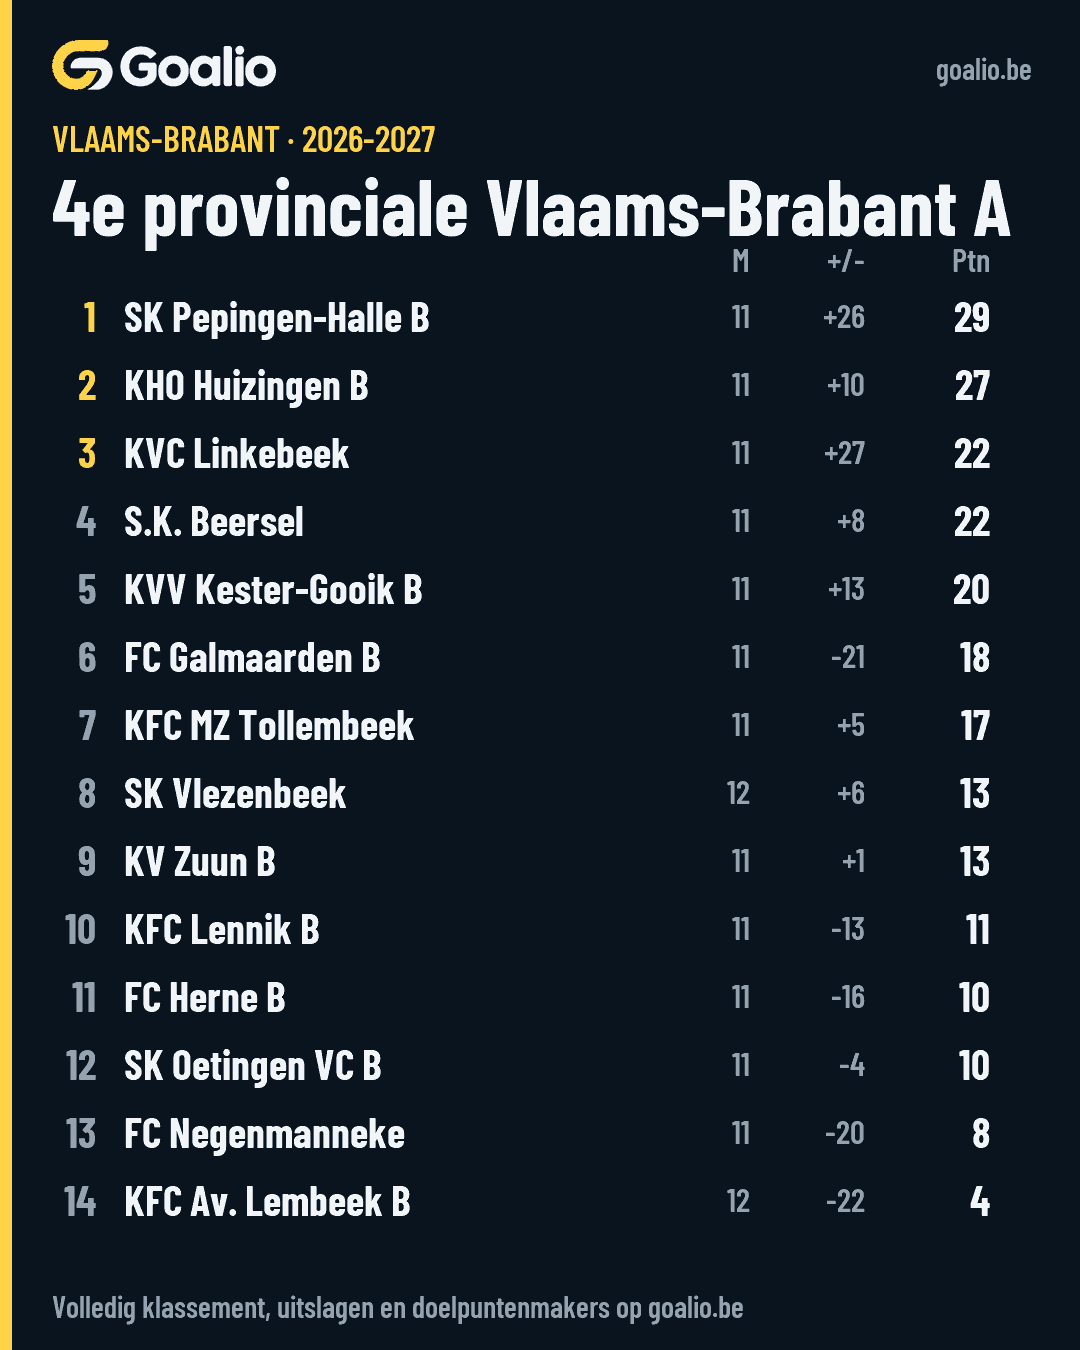 Goalio
goalio.be
VLAAMS-BRABANT · 2026-2027
4e provinciale Vlaams-Brabant A
M +/- Ptn
1 SK Pepingen-Halle B 11 +26 29
2 KHO Huizingen B 11 +10 27
3 KVC Linkebeek 11 +27 22
4 S.K. Beersel 11 +8 22
5 KVV Kester-Gooik B 11 +13 20
6 FC Galmaarden B 11 -21 18
7 KFC MZ Tollembeek 11 +5 17
8 SK Vlezenbeek 12 +6 13
9 KV Zuun B 11 +1 13
10 KFC Lennik B 11 -13 11
11 FC Herne B 11 -16 10
12 SK Oetingen VC B 11 -4 10
13 FC Negenmanneke 11 -20 8
14 KFC Av. Lembeek B 12 -22 4
Volledig klassement, uitslagen en doelpuntenmakers op goalio.be